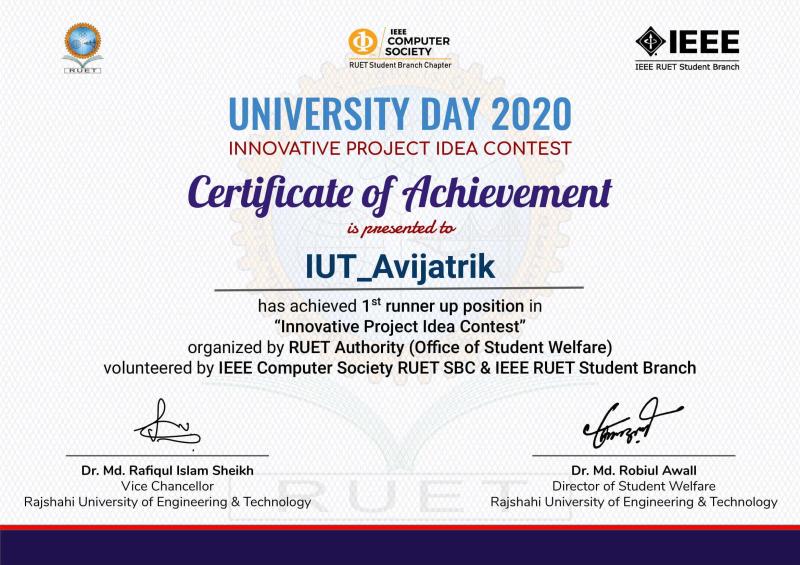 RUET
IEEE
COMPUTER
SOCIETY
RUET Student Branch Chapter
IEEE
IEEE RUET Student Branch
UNIVERSITY DAY 2020
INNOVATIVE PROJECT IDEA CONTEST
Certificate of Achievement
is presented to
IUT_Avijatrik
has achieved 1st runner up position in
“Innovative Project Idea Contest”
organized by RUET Authority (Office of Student Welfare)
volunteered by IEEE Computer Society RUET SBC & IEEE RUET Student Branch
Dr. Md. Rafiqul Islam Sheikh
Vice Chancellor
Rajshahi University of Engineering & Technology
Dr. Md. Robiul Awall
Director of Student Welfare
Rajshahi University of Engineering & Technology
RUET